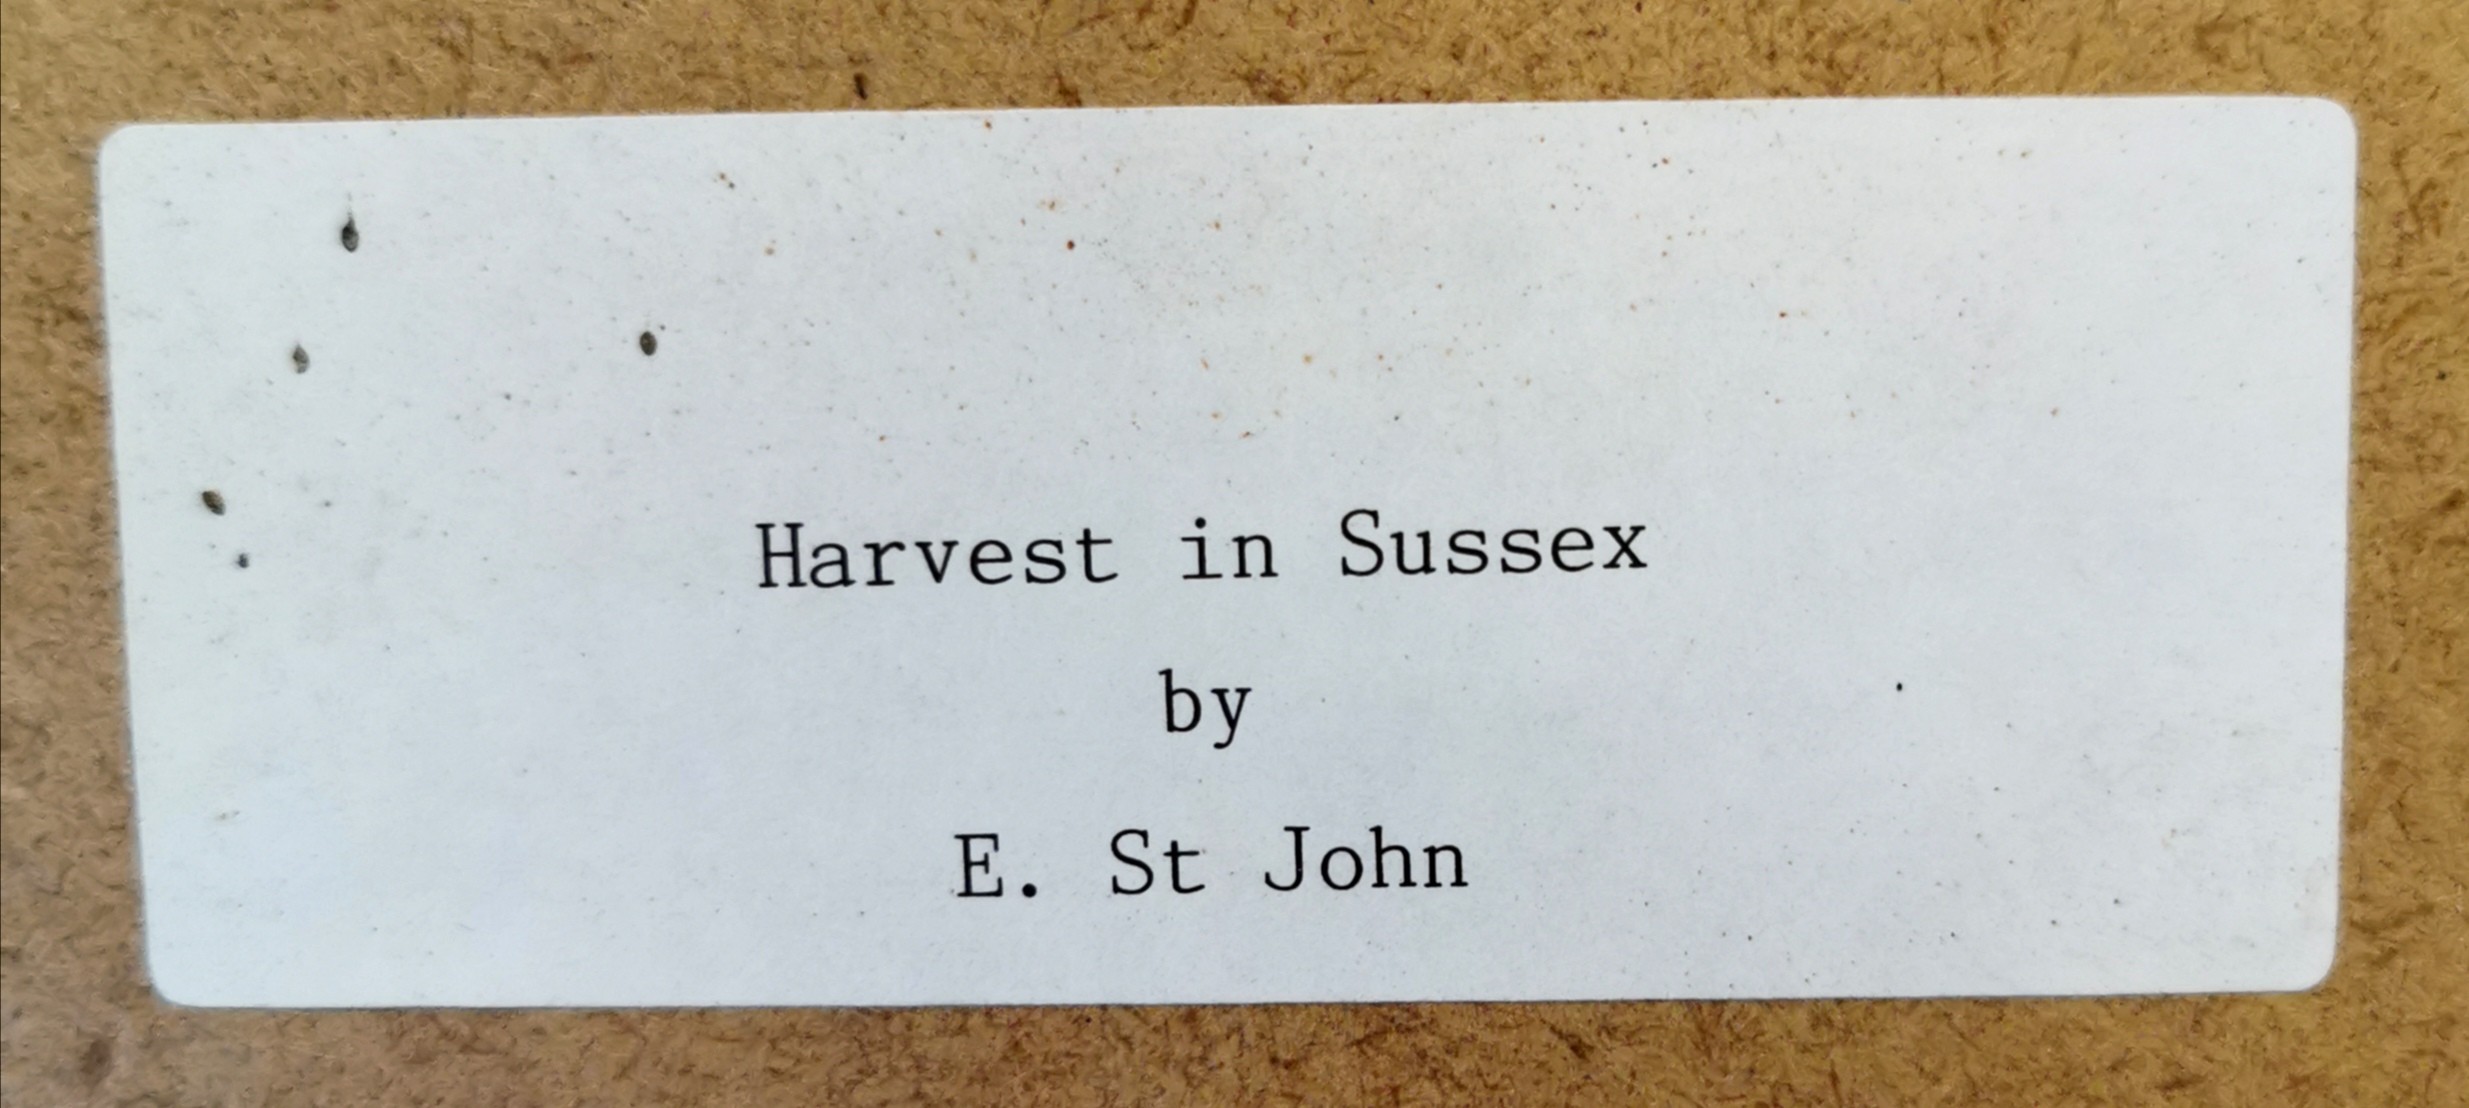 Harvest in Sussex
by
E. St John